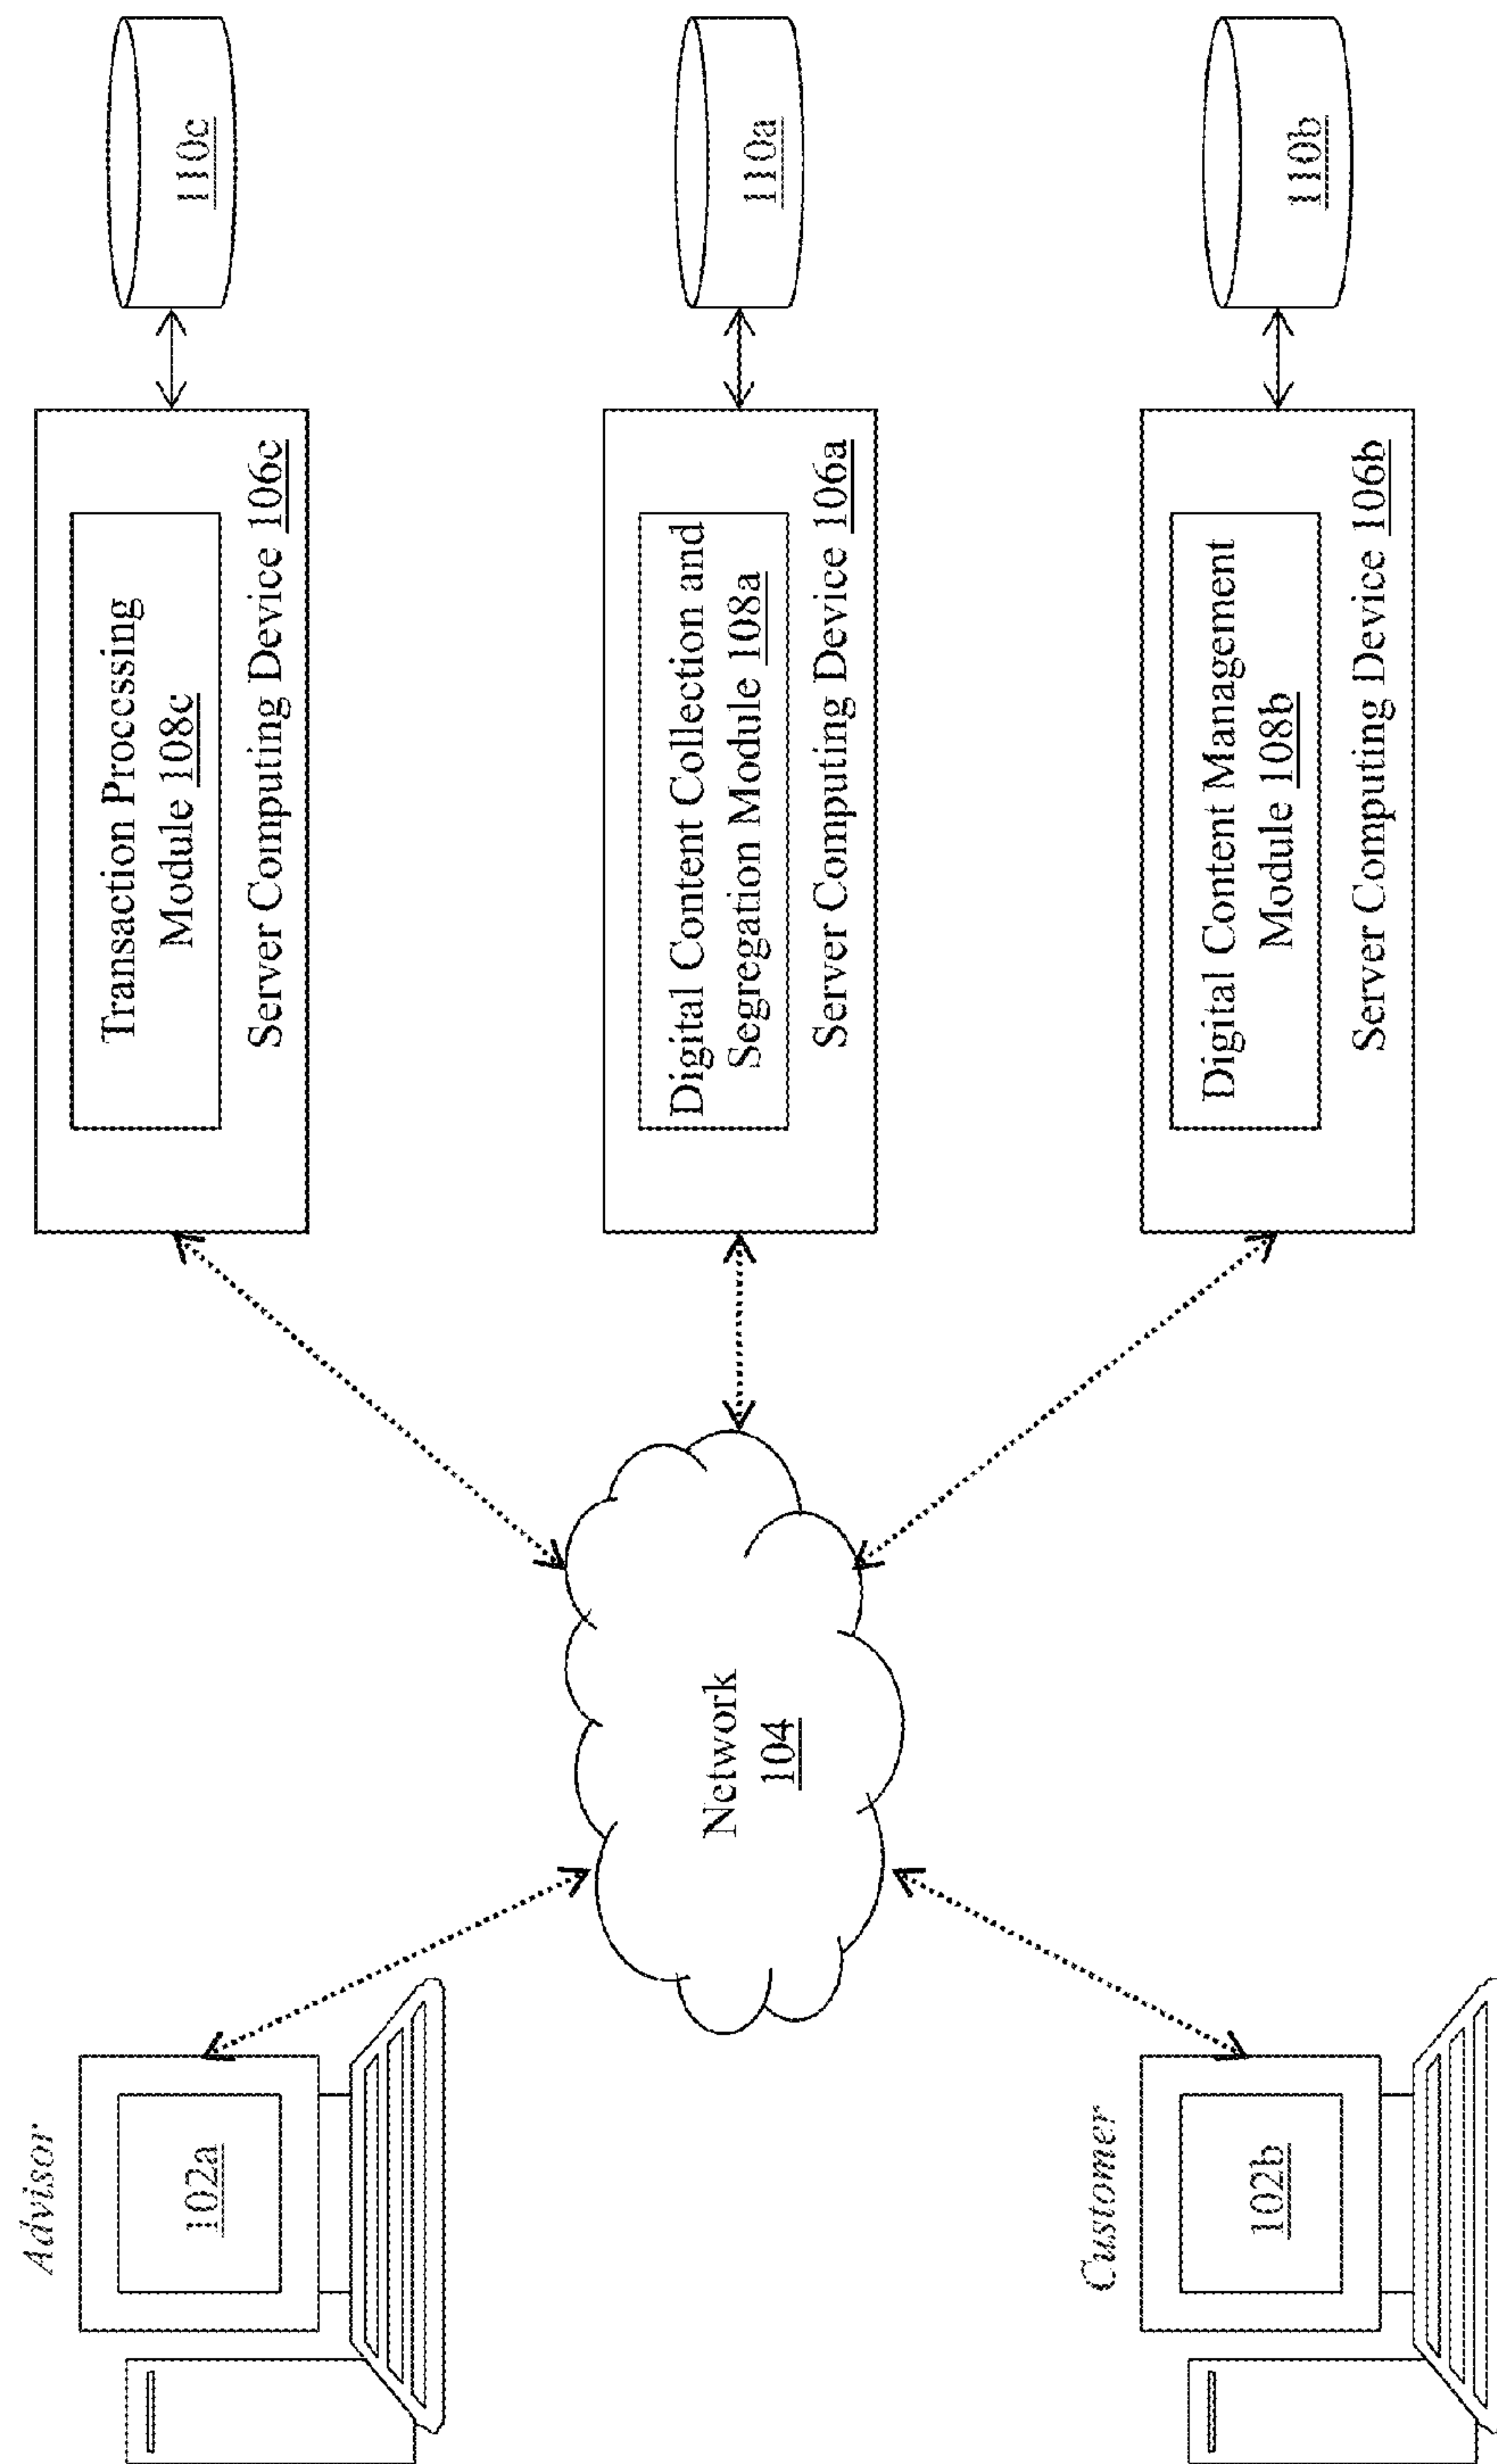 Advisor
102a
Customer
102b
Network
104
Transaction Processing
Module 108c
Server Computing Device 106c
110c
Digital Content Collection and
Segregation Module 108a
Server Computing Device 106a
110a
Digital Content Management
Module 108b
Server Computing Device 106b
110b